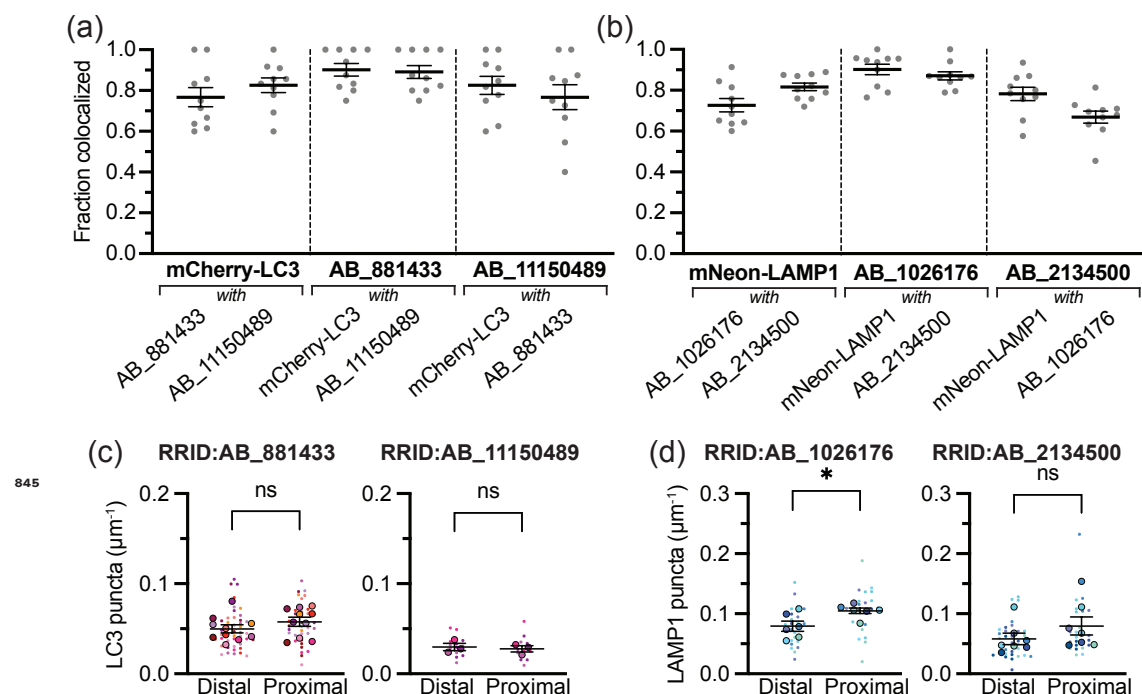 (a)
(b)
Fraction colocalized
1.0
0.8
0.6
0.4
0.2
0.0
1.0
0.8
0.6
0.4
0.2
0.0
mCherry-LC3 AB_881433 AB_11150489
with with with
AB_881433
AB_11150489
mCherry-LC3
AB_11150489
mCherry-LC3
AB_881433
mNeon-LAMP1 AB_1026176 AB_2134500
with with with
AB_1026176
AB_2134500
mNeon-LAMP1
AB_2134500
mNeon-LAMP1
AB_1026176
845
(c)
RRID:AB_881433
RRID:AB_11150489
LC3 puncta (µm⁻¹)
0.2
0.1
0.0
ns
Distal Proximal
0.2
0.1
0.0
ns
Distal Proximal
(d)
RRID:AB_1026176
RRID:AB_2134500
LAMP1 puncta (µm⁻¹)
0.3
0.2
0.1
0.0
*
Distal Proximal
0.3
0.2
0.1
0.0
ns
Distal Proximal